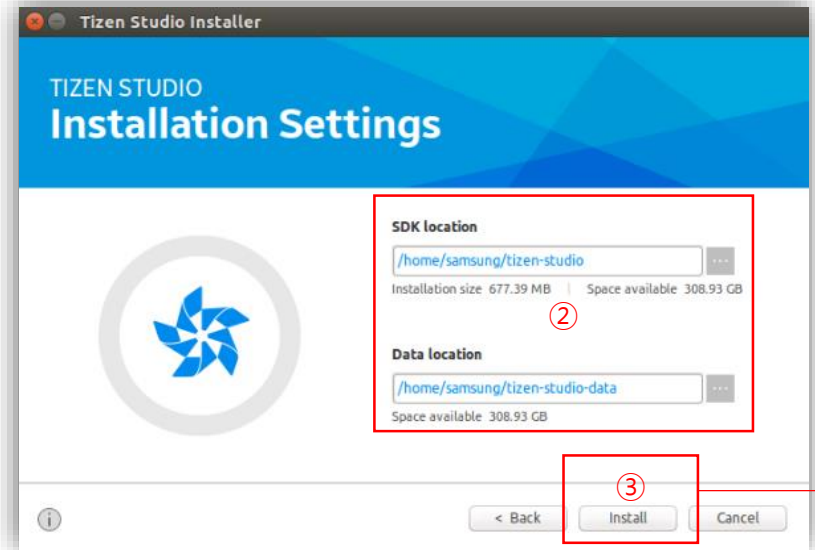 Tizen Studio Installer
TIZEN STUDIO
Installation Settings
SDK location
/home/samsung/tizen-studio
...
Installation size 677.39 MB | Space available 308.93 GB
②
Data location
/home/samsung/tizen-studio-data
...
Space available 308.93 GB
③
i
< Back
Install
Cancel